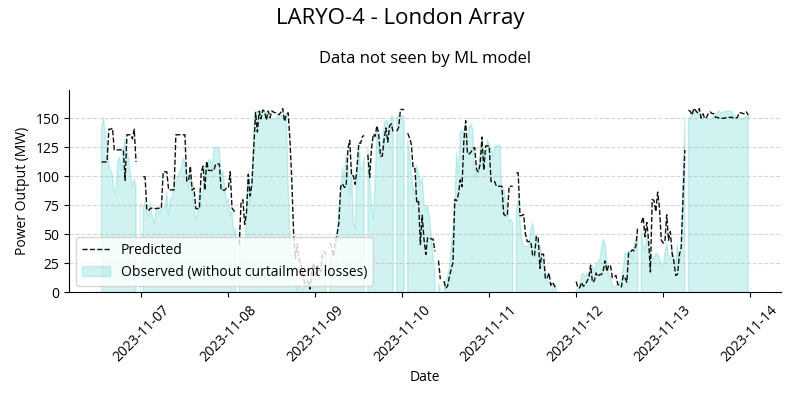 LARYO-4 - London Array
Data not seen by ML model
Power Output (MW)
150
125
100
75
50
25
0
Predicted
Observed (without curtailment losses)
2023-11-07
2023-11-08
2023-11-09
2023-11-10
2023-11-11
2023-11-12
2023-11-13
2023-11-14
Date